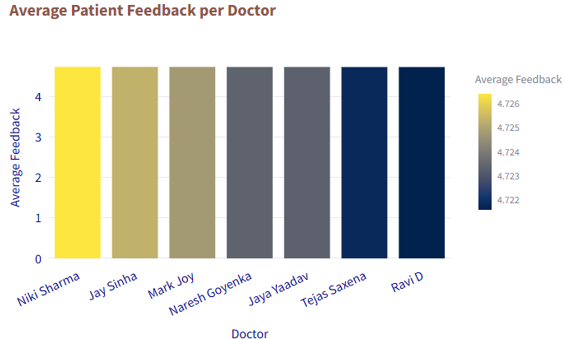 Average Patient Feedback per Doctor
Average Feedback
4.726
4.725
4.724
4.723
4.722
Average Feedback
4
3
2
1
0
Niki Sharma
Jay Sinha
Mark Joy
Naresh Goyenka
Jaya Yaadav
Tejas Saxena
Ravi D
Doctor